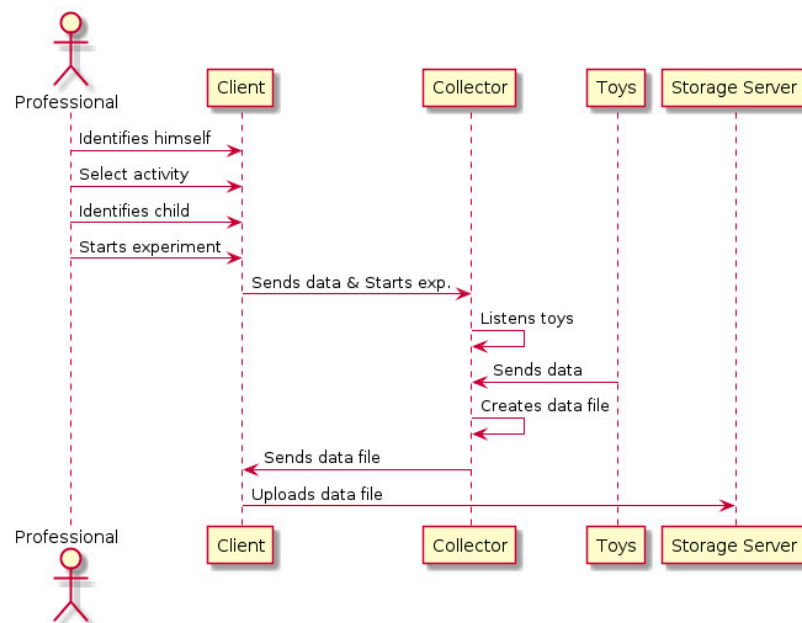 Professional
Client
Collector
Toys
Storage Server
Identifies himself
Select activity
Identifies child
Starts experiment
Sends data & Starts exp.
Listens toys
Sends data
Creates data file
Sends data file
Uploads data file
Professional
Client
Collector
Toys
Storage Server